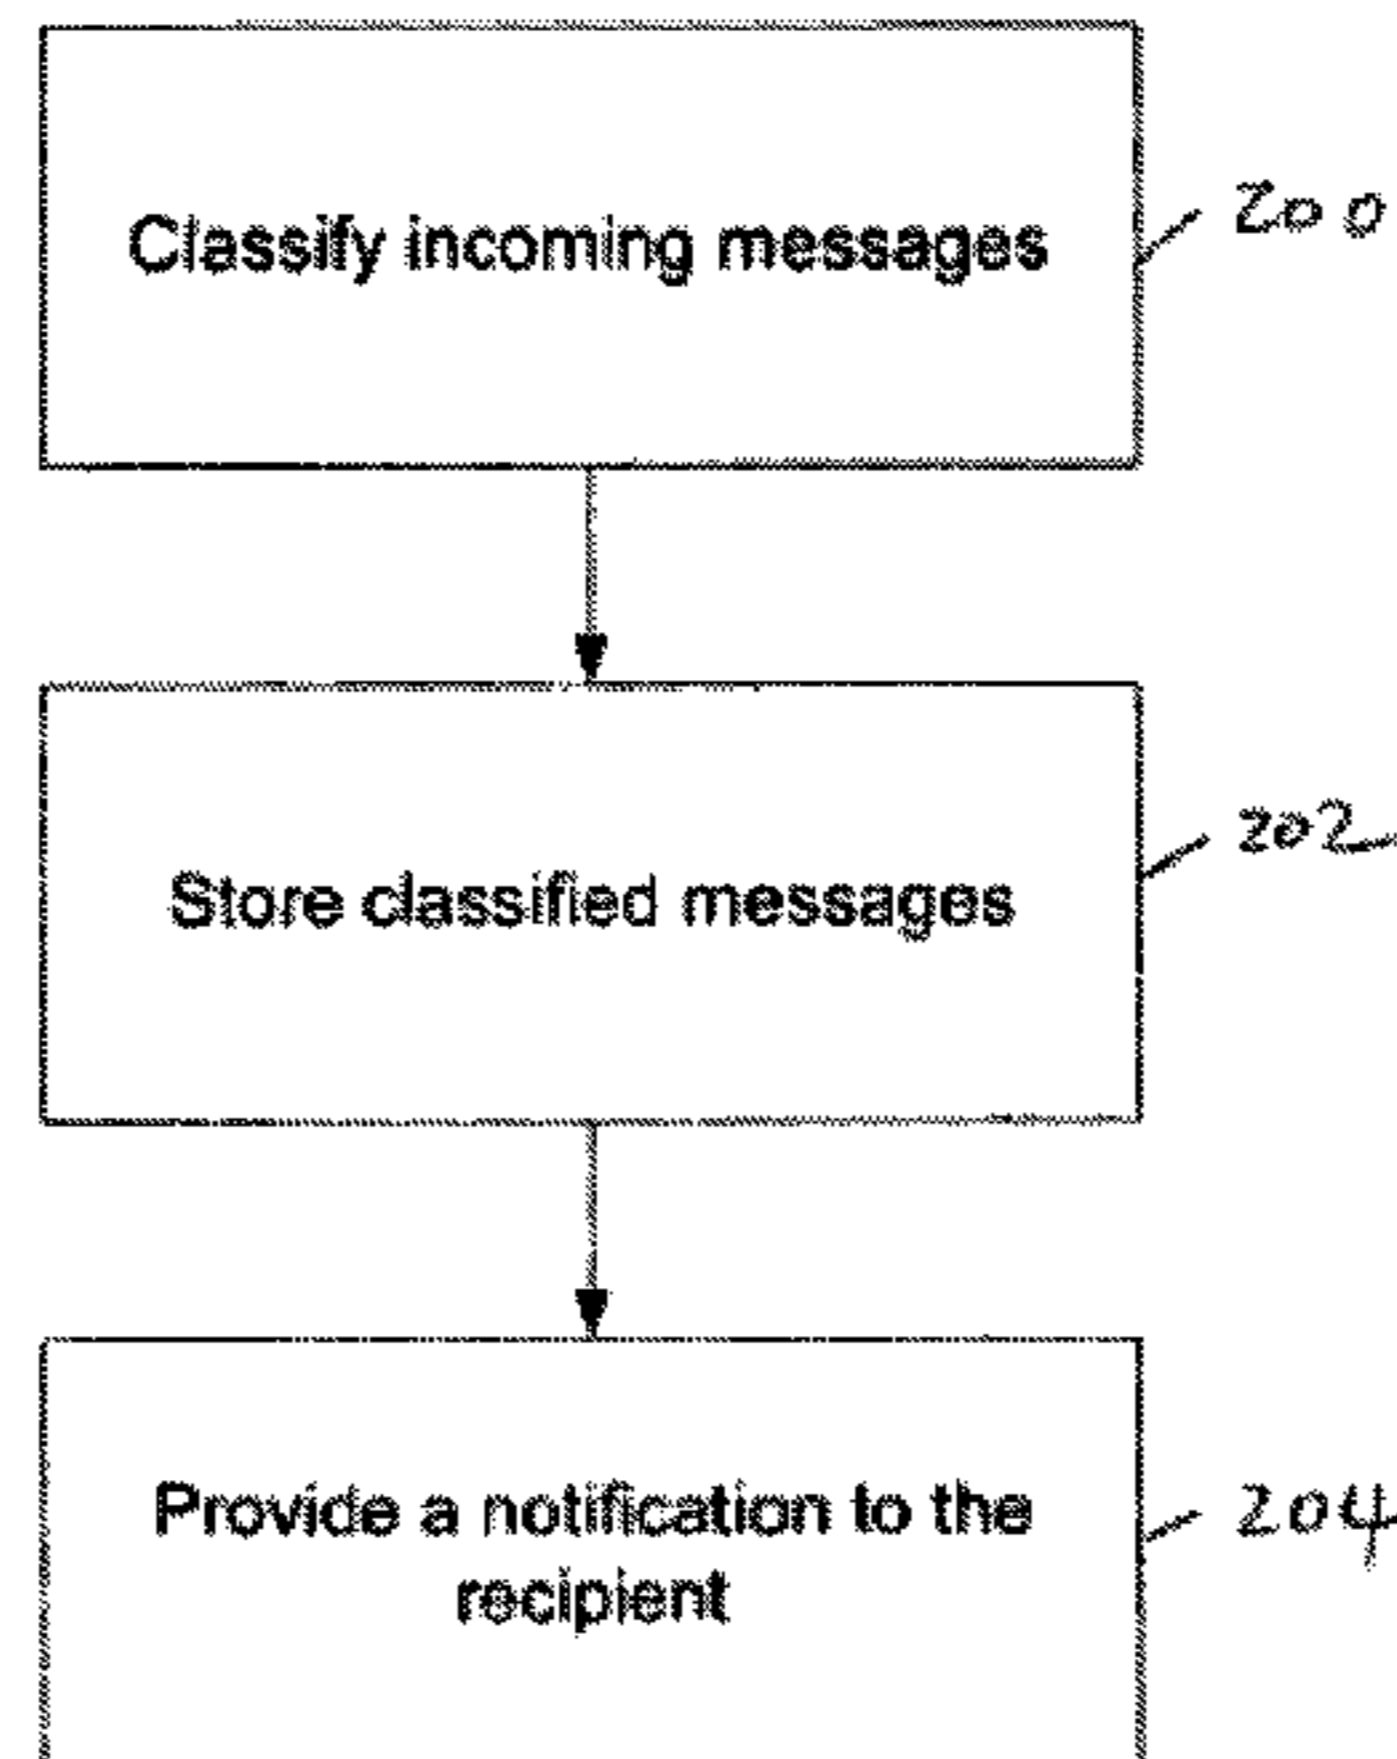 Classify incoming messages
200
Store classified messages
202
Provide a notification to the
recipient
204